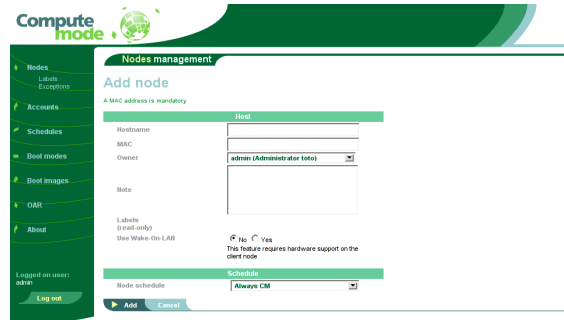 Compute
mode
Nodes management
Nodes
Labels
Exceptions
Accounts
Schedules
Boot modes
Boot images
OAR
About
Logged on user:
admin
Log out
Add node
A MAC address is mandatory
Host
Hostname
MAC
Owner
admin (Administrator toto)
Note
Labels
(read-only)
Use Wake-On-LAN
No Yes
This feature requires hardware support on the
client node
Schedule
Node schedule
Always CM
Add Cancel